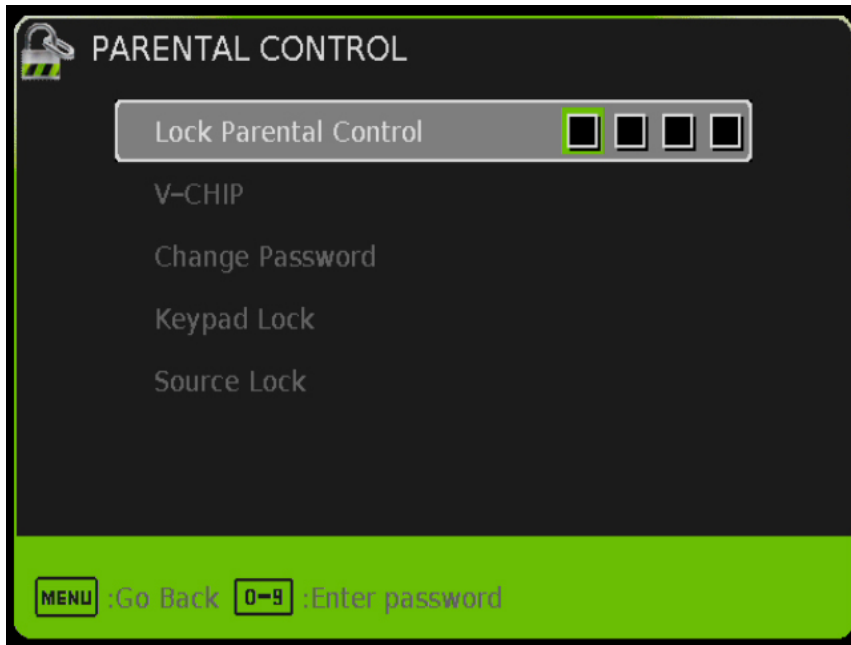 PARENTAL CONTROL
Lock Parental Control
V-CHIP
Change Password
Keypad Lock
Source Lock
MENU :Go Back 0-9 :Enter password